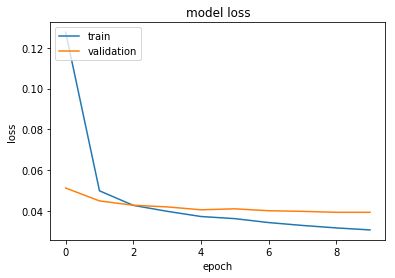 model loss
train
validation
0.12
0.10
0.08
0.06
0.04
loss
0 2 4 6 8
epoch